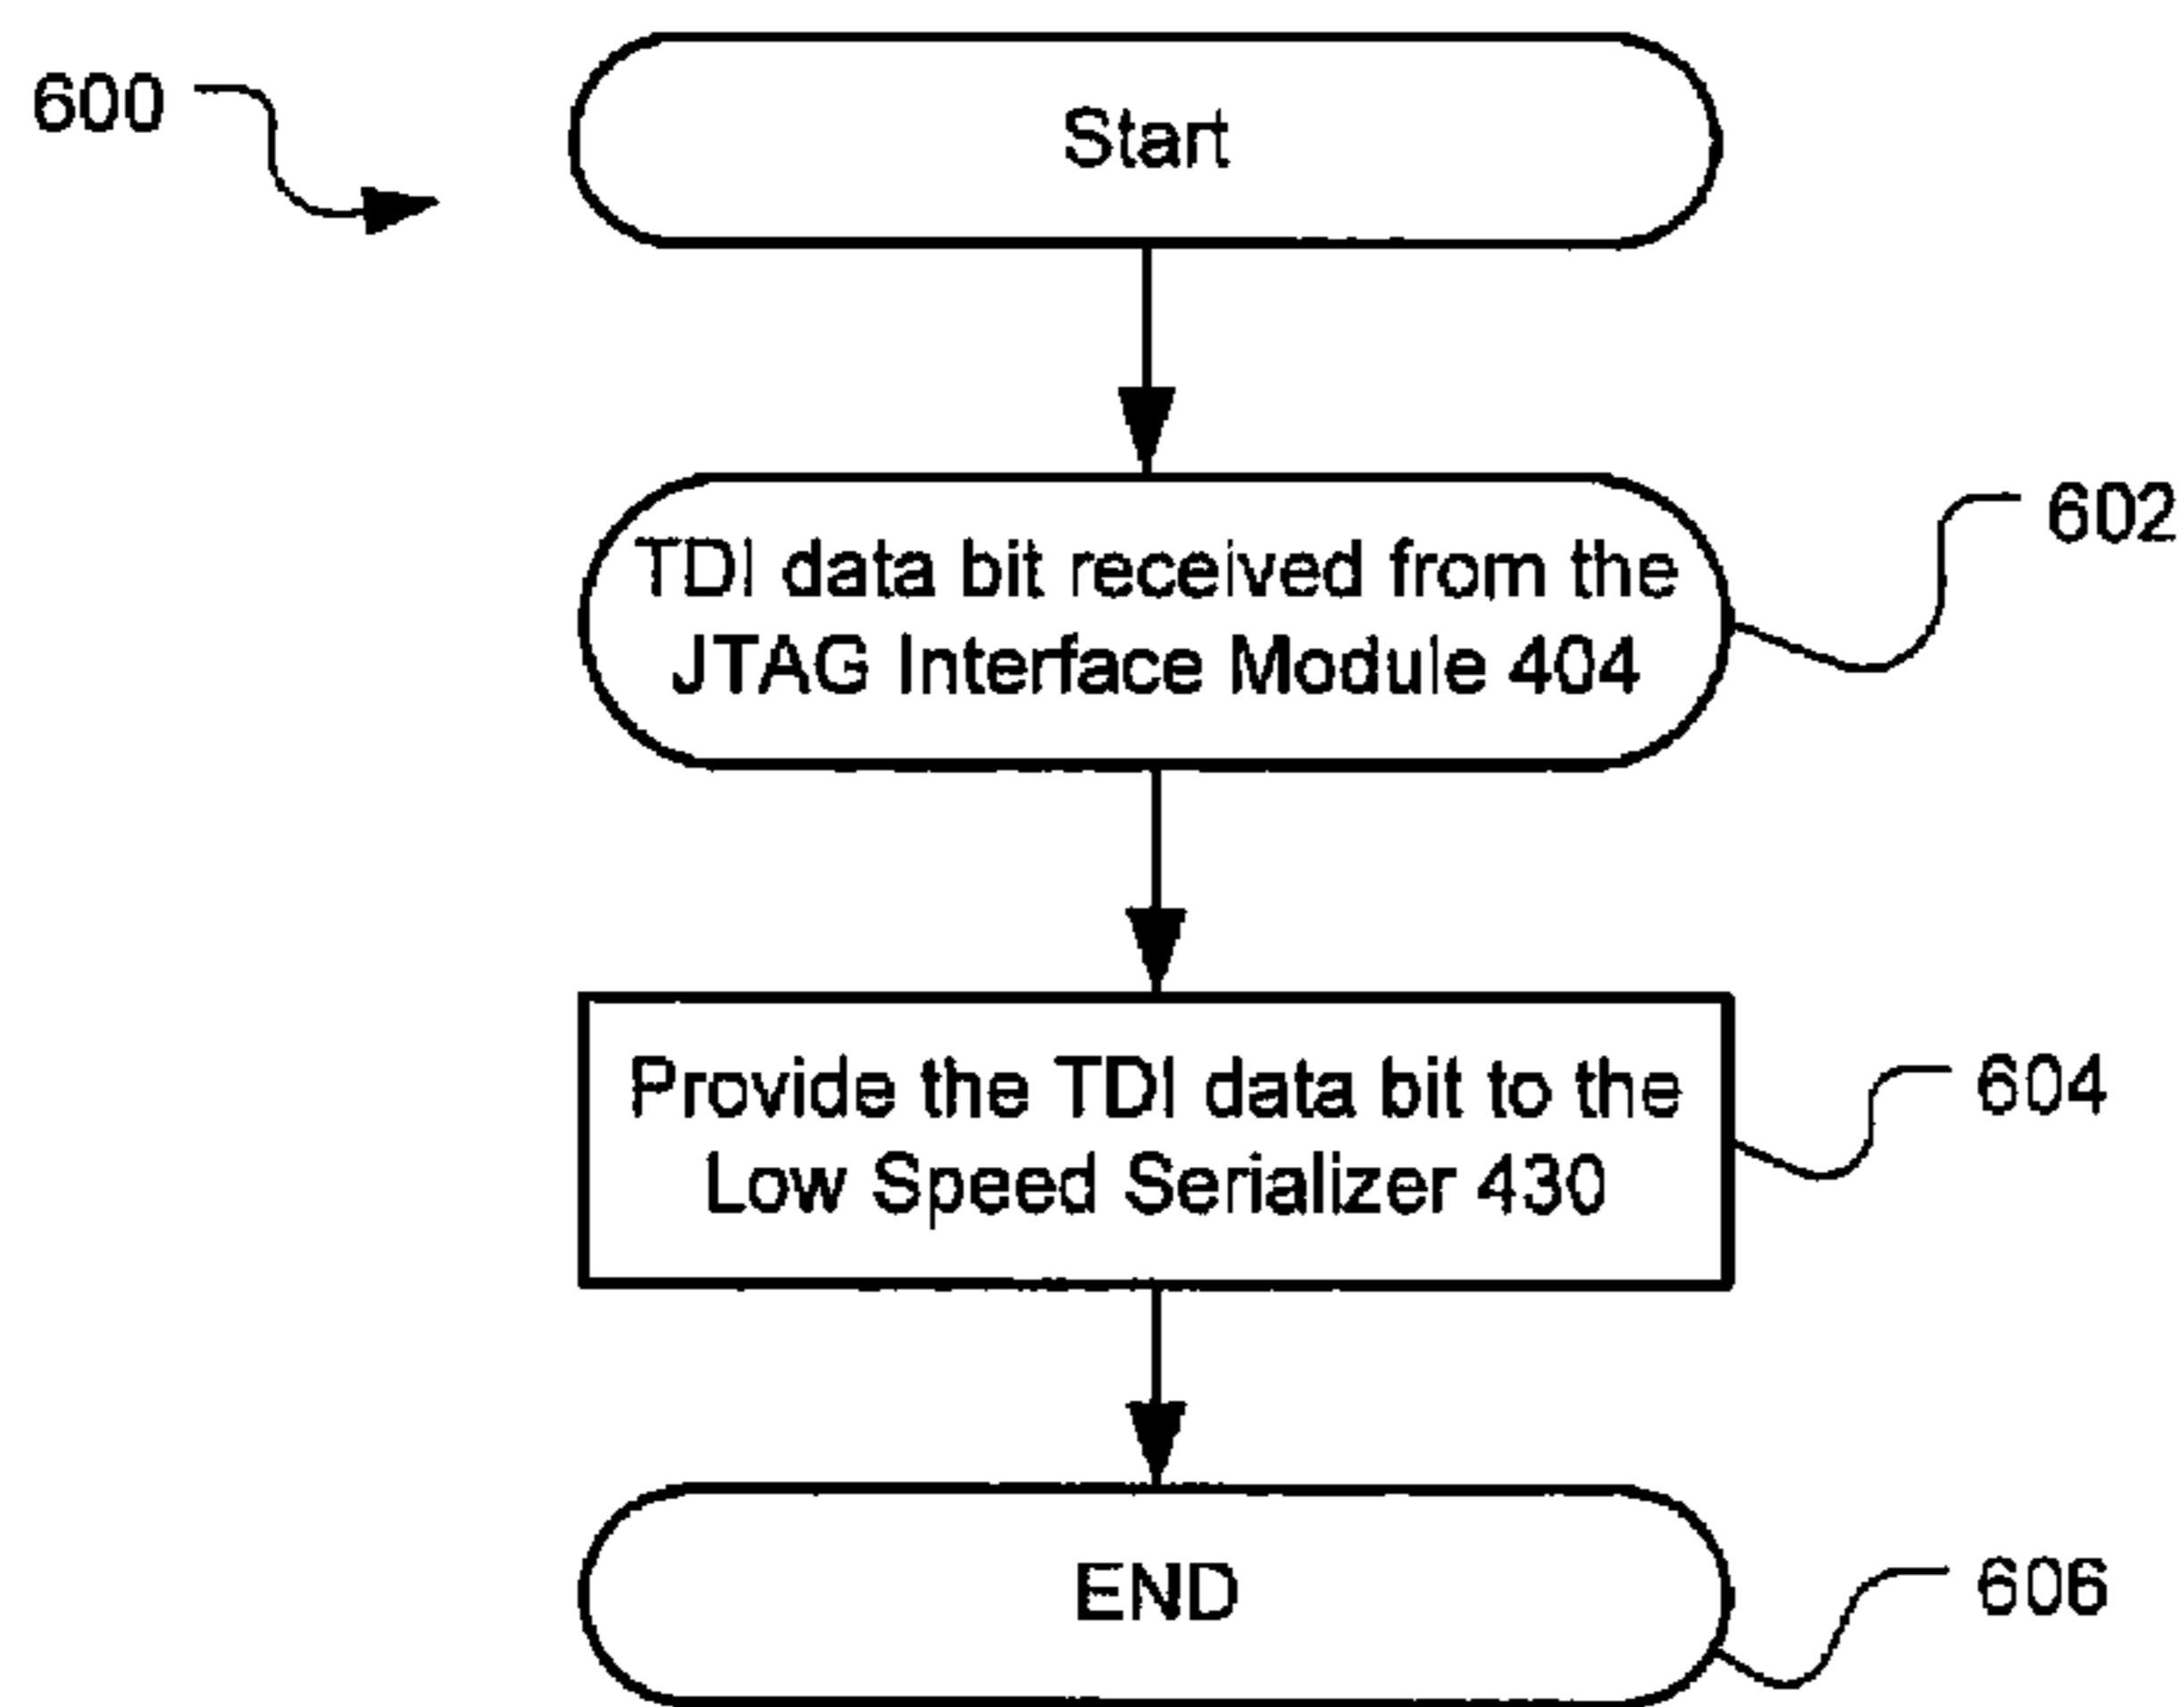 600
Start
602
TDI data bit received from the
JTAG Interface Module 404
604
Provide the TDI data bit to the
Low Speed Serializer 430
606
END